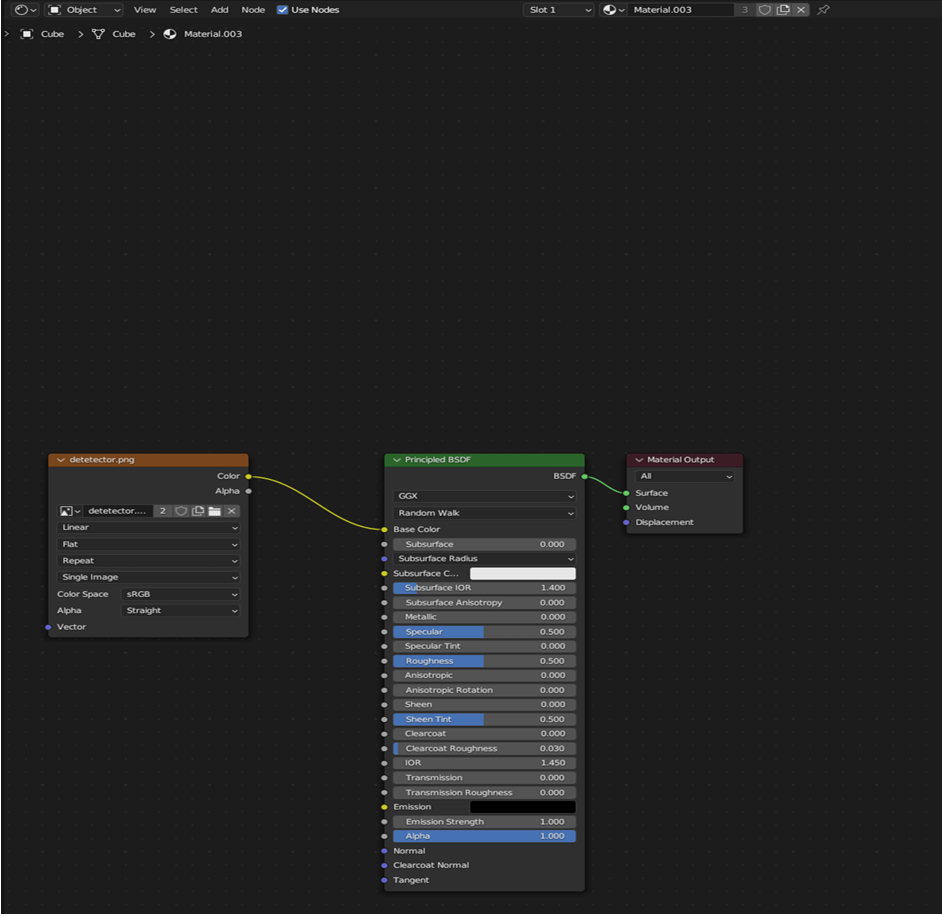 Object View Select Add Node Use Nodes Slot 1 Material.003 3
Cube Cube Material.003
detetector.png
Color
Alpha
detetector.... 2
Linear
Flat
Repeat
Single Image
Color Space sRGB
Alpha Straight
Vector
Principled BSDF
BSDF
GGX
Random Walk
Base Color
Subsurface 0.000
Subsurface Radius
Subsurface C...
Subsurface IOR 1.400
Subsurface Anisotropy 0.000
Metallic 0.000
Specular 0.500
Specular Tint 0.000
Roughness 0.500
Anisotropic 0.000
Anisotropic Rotation 0.000
Sheen 0.000
Sheen Tint 0.500
Clearcoat 0.000
Clearcoat Roughness 0.030
IOR 1.450
Transmission 0.000
Transmission Roughness 0.000
Emission
Emission Strength 1.000
Alpha 1.000
Normal
Clearcoat Normal
Tangent
Material Output
All
Surface
Volume
Displacement